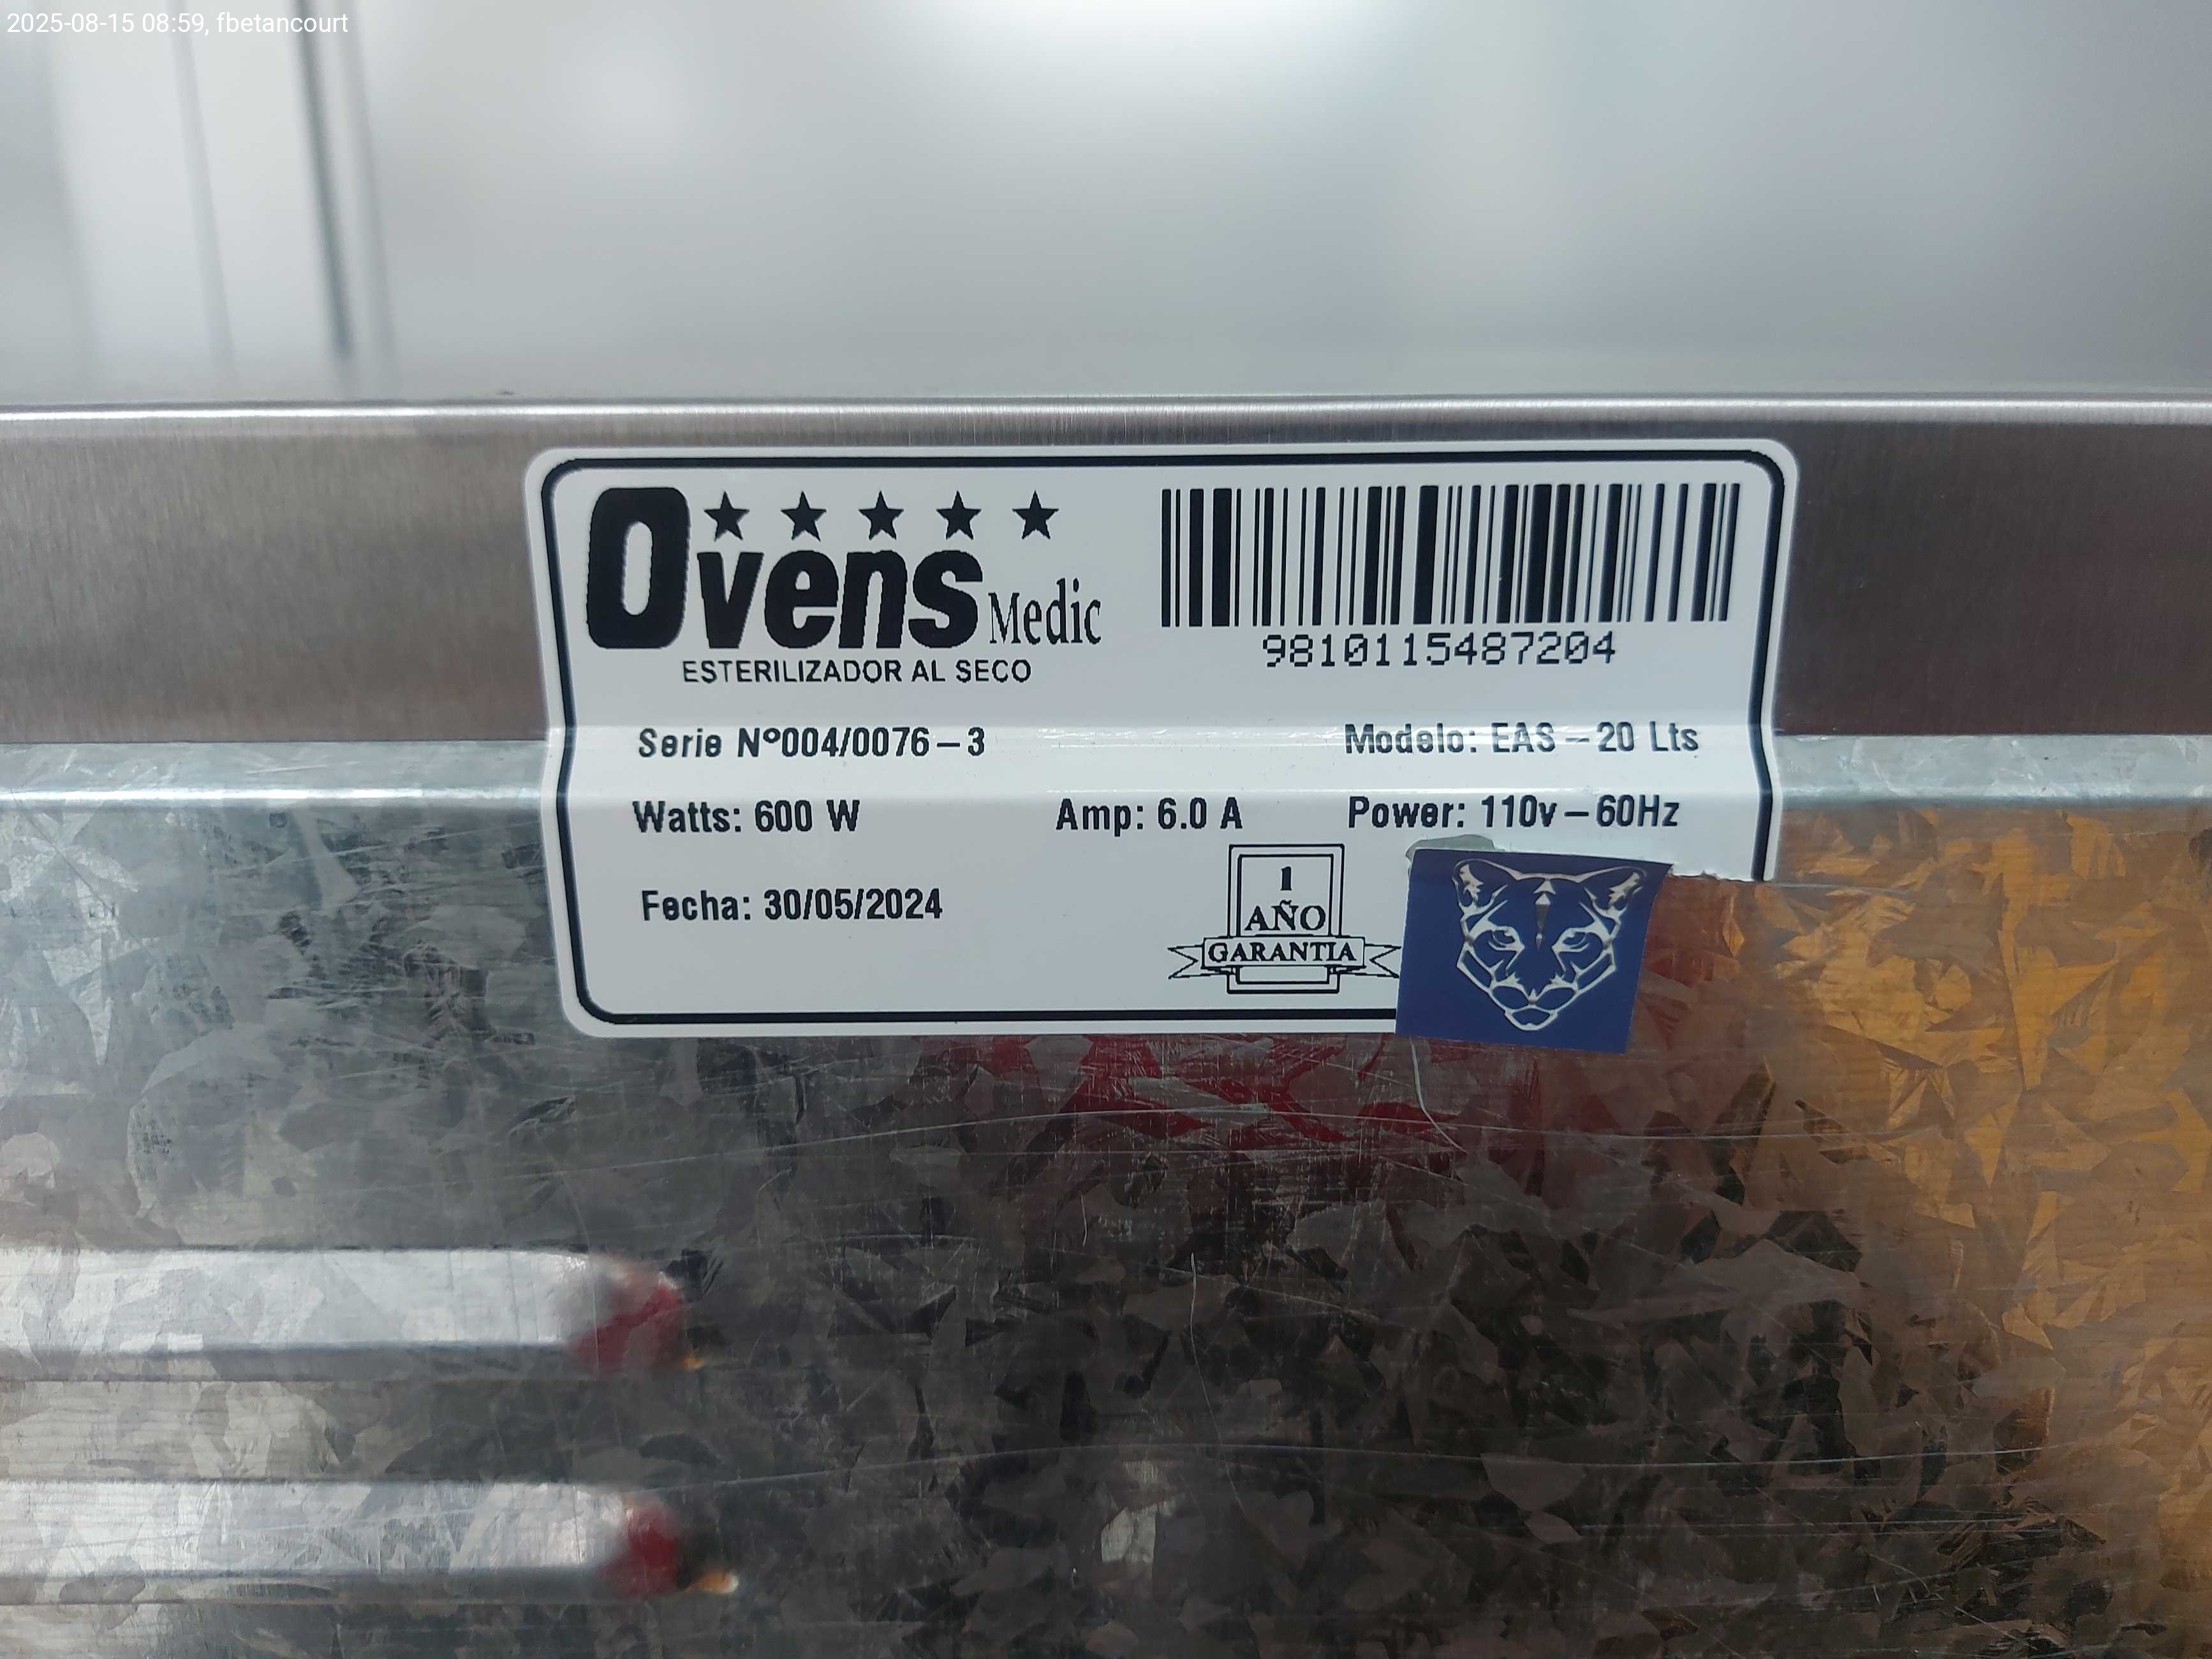 2025-08-15 08:59, fbetancourt
Ovens Medic
ESTERILIZADOR AL SECO
9810115487204
Serie Nº004/0076-3
Modelo: EAS-20 Lts
Watts: 600 W
Amp: 6.0 A
Power: 110v-60Hz
Fecha: 30/05/2024
1
AÑO
GARANTIA